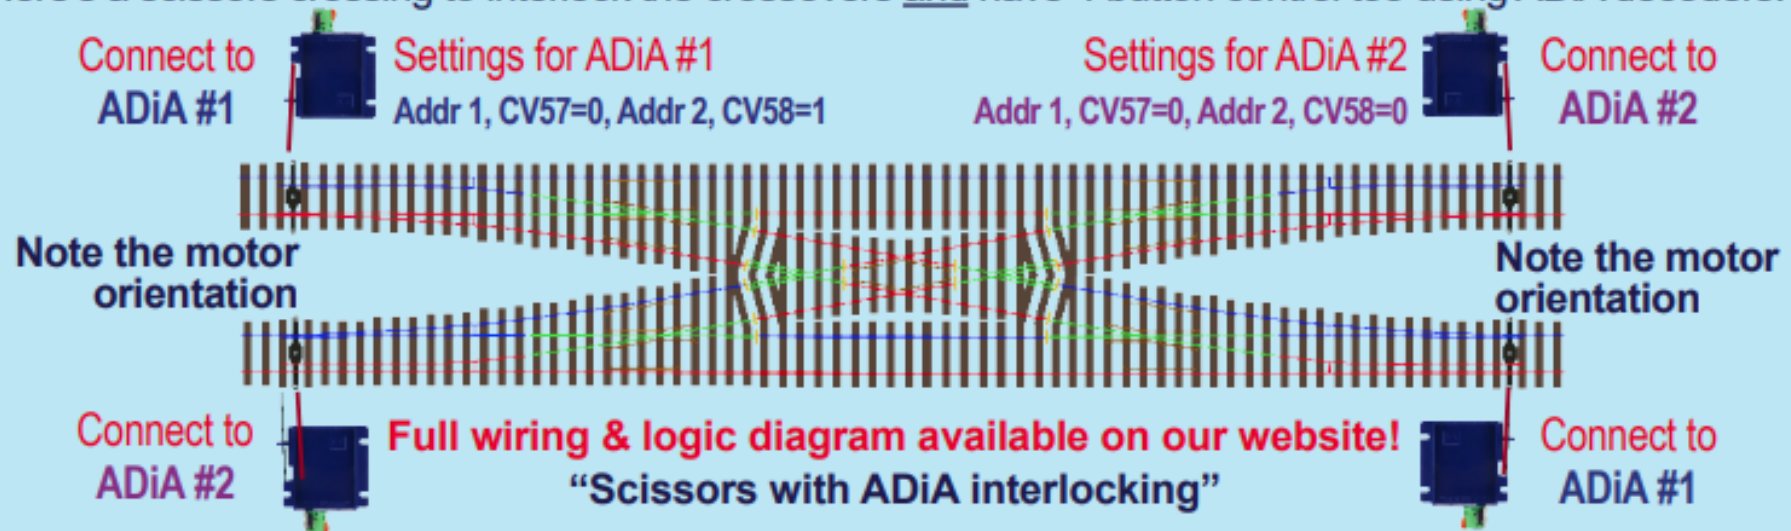 Connect to
ADiA #1
Settings for ADiA #1
Addr 1, CV57=0, Addr 2, CV58=1
Settings for ADiA #2
Addr 1, CV57=0, Addr 2, CV58=0
Connect to
ADiA #2
Note the motor
orientation
Note the motor
orientation
Connect to
ADiA #2
Full wiring & logic diagram available on our website!
“Scissors with ADiA interlocking”
Connect to
ADiA #1